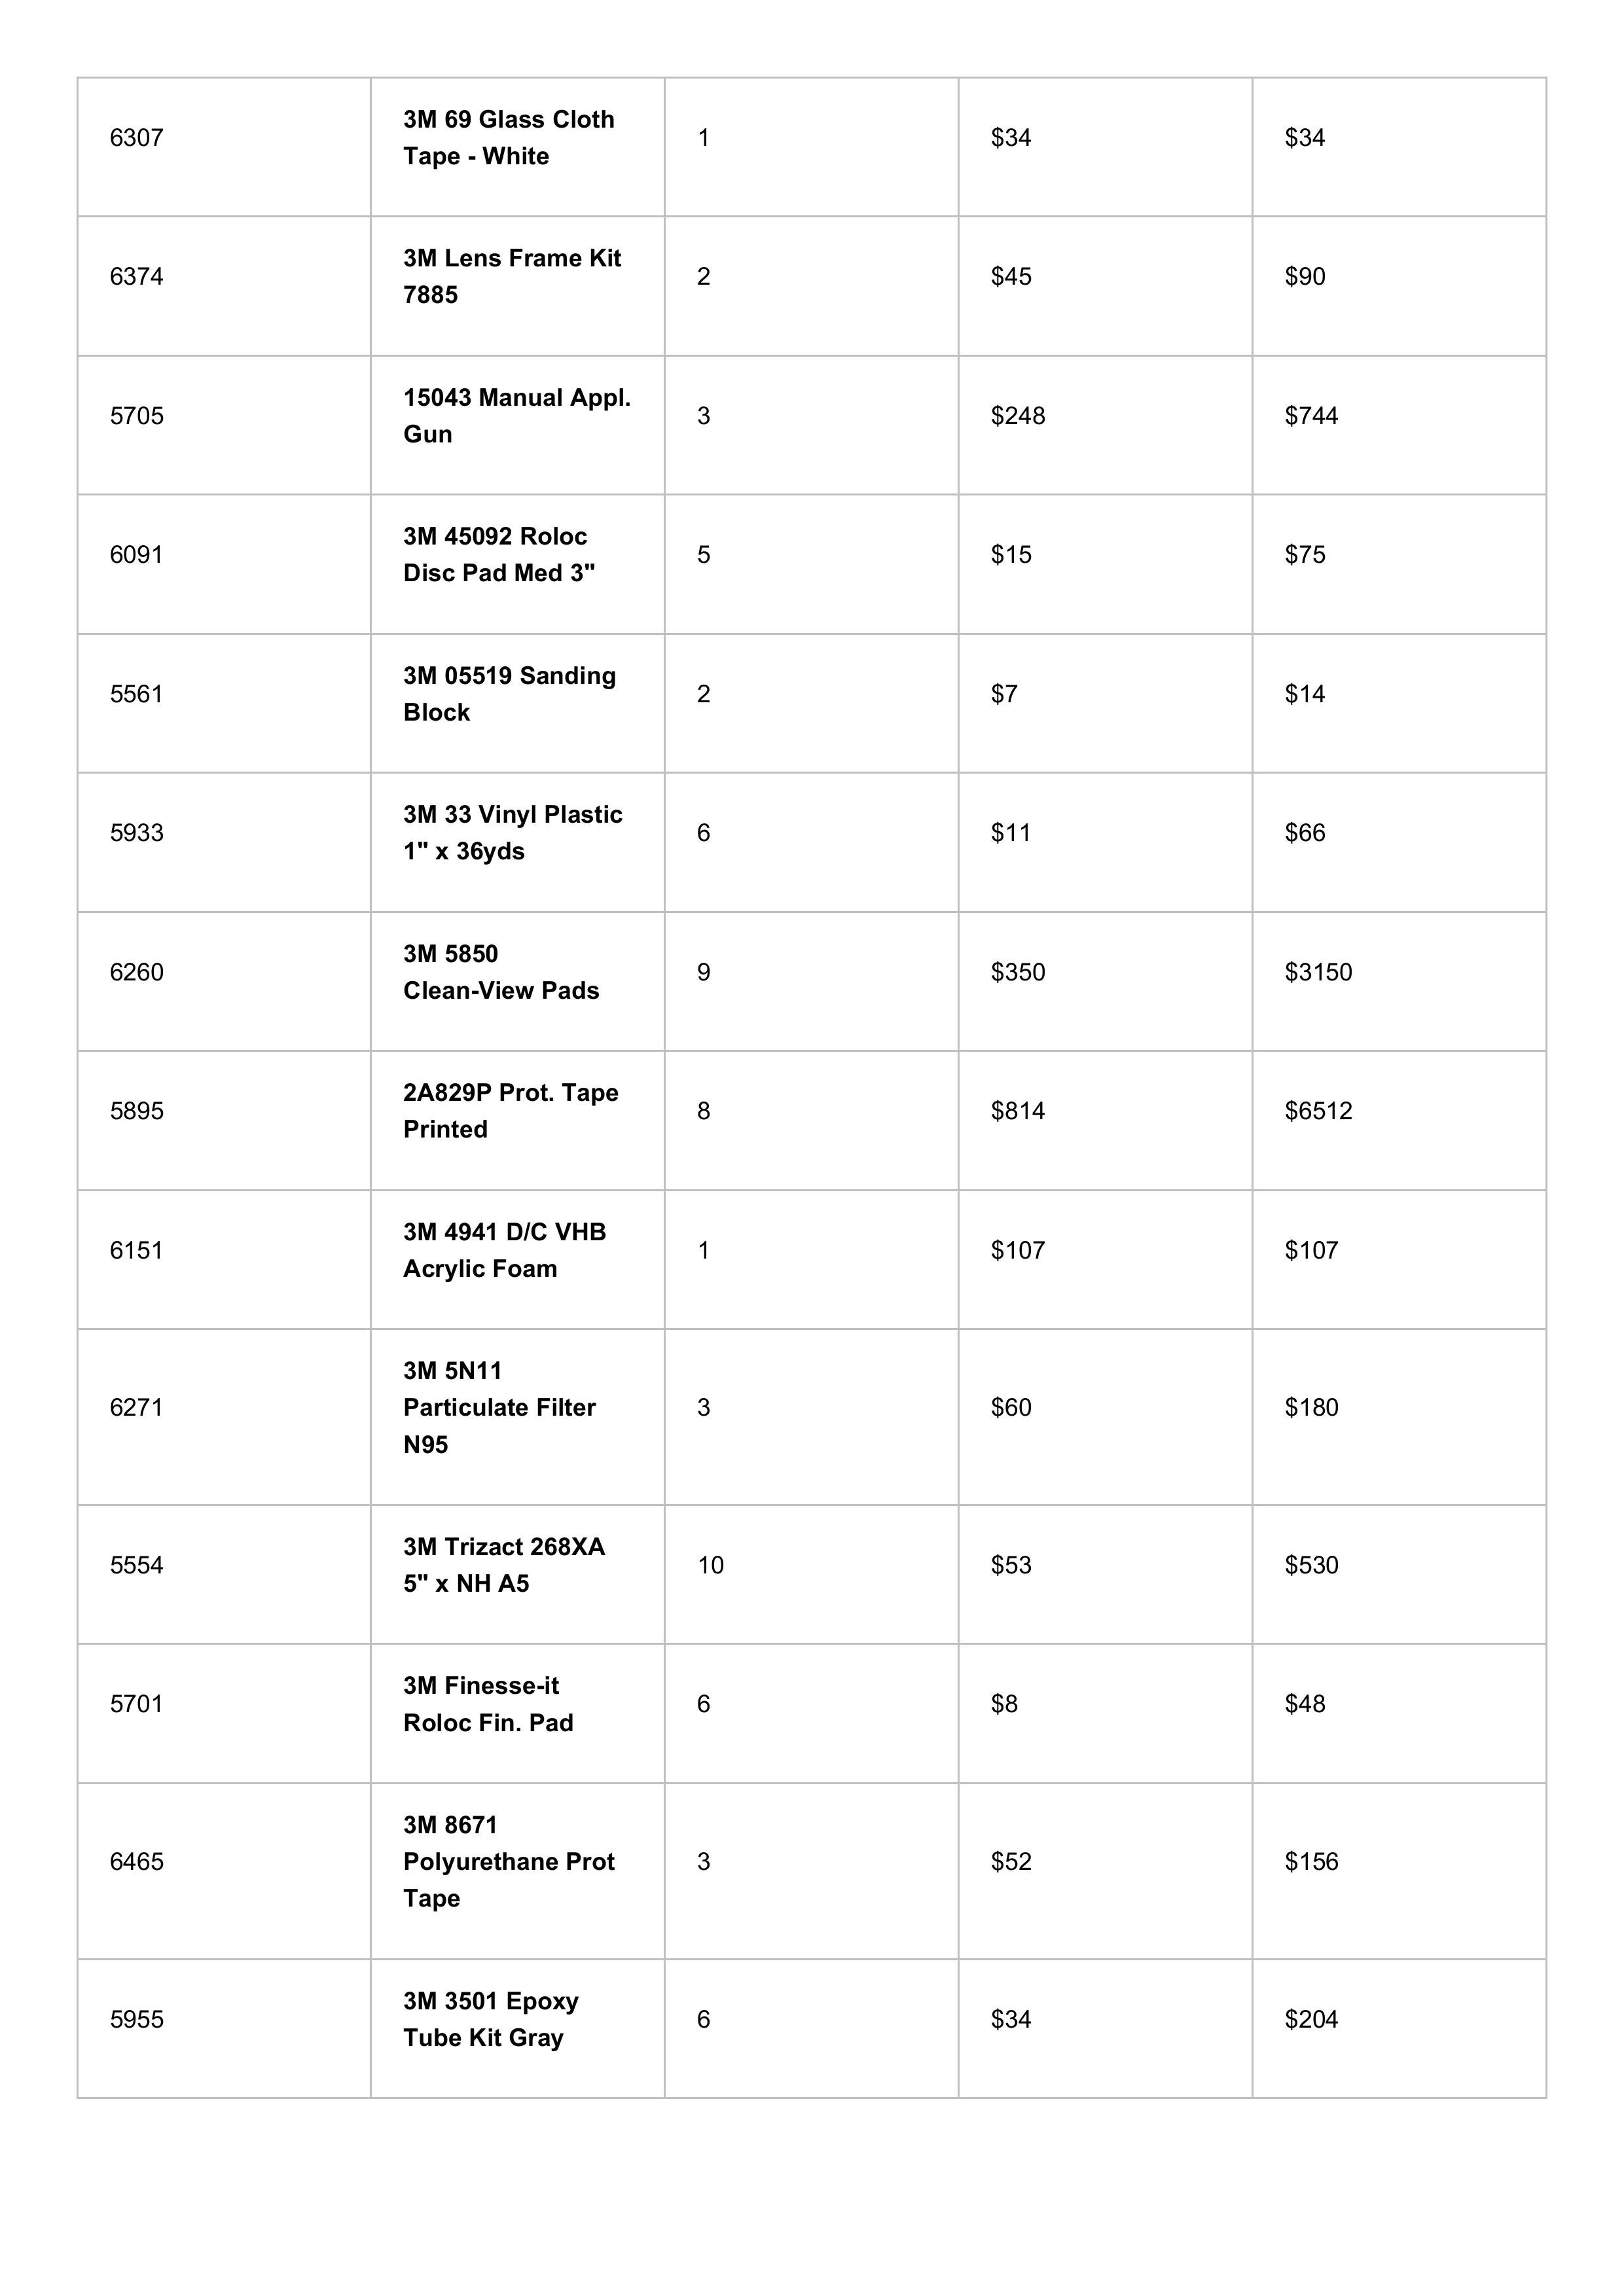 6307
3M 69 Glass Cloth
Tape - White
1
$34
$34
6374
3M Lens Frame Kit
7885
2
$45
$90
5705
15043 Manual Appl.
Gun
3
$248
$744
6091
3M 45092 Roloc
Disc Pad Med 3"
5
$15
$75
5561
3M 05519 Sanding
Block
2
$7
$14
5933
3M 33 Vinyl Plastic
1" x 36yds
6
$11
$66
6260
3M 5850
Clean-View Pads
9
$350
$3150
5895
2A829P Prot. Tape
Printed
8
$814
$6512
6151
3M 4941 D/C VHB
Acrylic Foam
1
$107
$107
6271
3M 5N11
Particulate Filter
N95
3
$60
$180
5554
3M Trizact 268XA
5" x NH A5
10
$53
$530
5701
3M Finesse-it
Roloc Fin. Pad
6
$8
$48
6465
3M 8671
Polyurethane Prot
Tape
3
$52
$156
5955
3M 3501 Epoxy
Tube Kit Gray
6
$34
$204